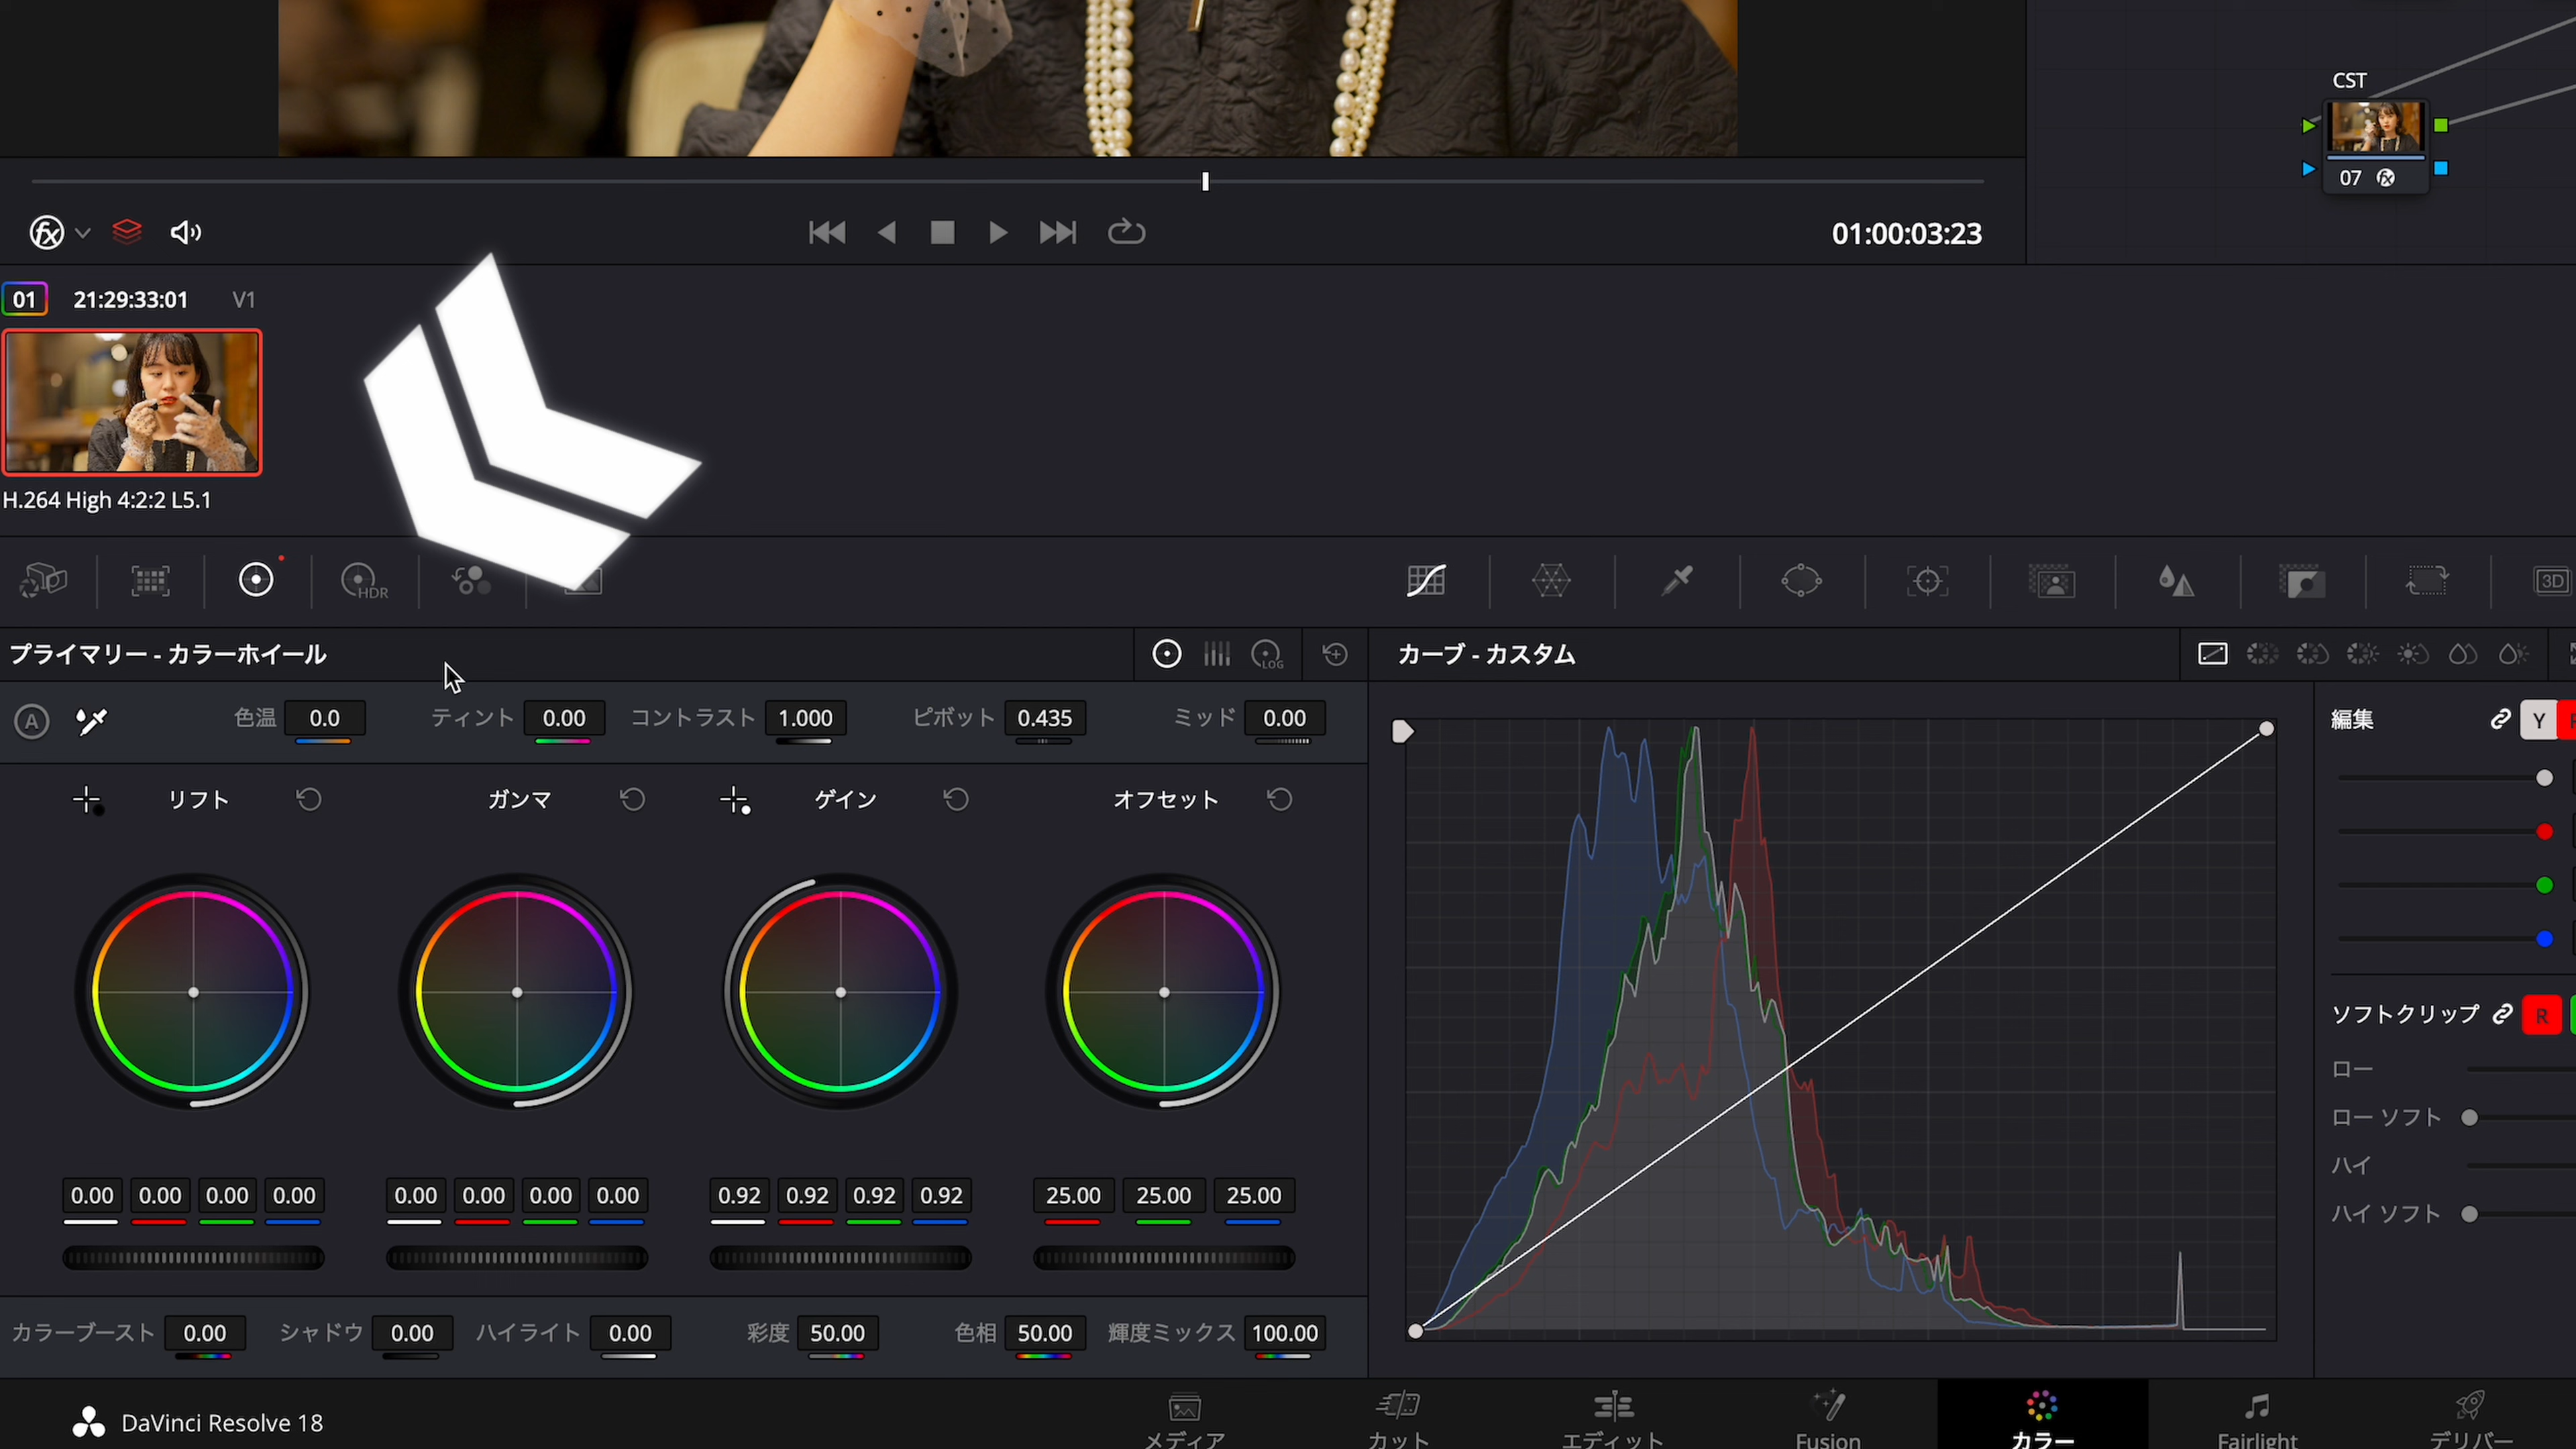 CST
07
01:00:03:23
01 21:29:33:01 V1
H.264 High 4:2:2 L5.1
HDR
3D
プライマリー - カラーホイール
LOG
カーブ - カスタム
A
色温 0.0
ティント 0.00
コントラスト 1.000
ピボット 0.435
ミッド 0.00
編集
Y
リフト
ガンマ
ゲイン
オフセット
0.00 0.00 0.00 0.00
0.00 0.00 0.00 0.00
0.92 0.92 0.92 0.92
25.00 25.00 25.00
ソフトクリップ
R
ロー
ロー ソフト
ハイ
ハイ ソフト
カラーブースト 0.00
シャドウ 0.00
ハイライト 0.00
彩度 50.00
色相 50.00
輝度ミックス 100.00
DaVinci Resolve 18
メディア
カット
エディット
Fusion
カラー
Fairlight
デリバー